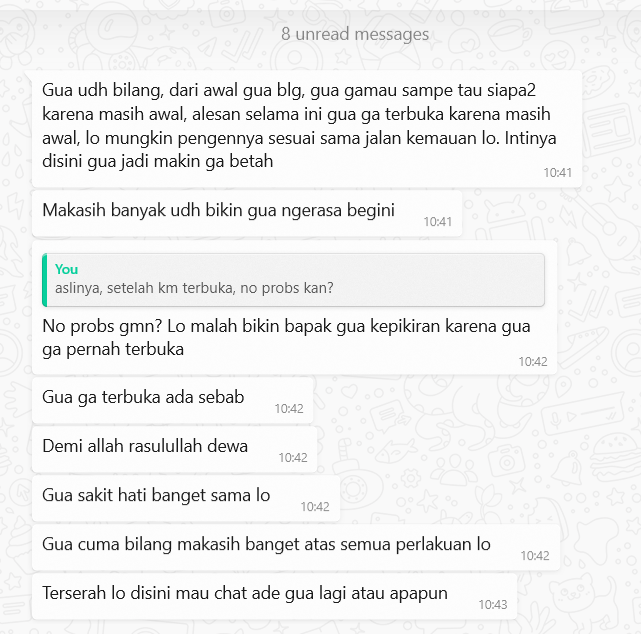 8 unread messages
Gua udh bilang, dari awal gua blg, gua gamau sampe tau siapa2
karena masih awal, alesan selama ini gua ga terbuka karena masih
awal, lo mungkin pengennya sesuai sama jalan kemauan lo. Intinya
disini gua jadi makin ga betah
10:41
Makasih banyak udh bikin gua ngerasa begini
10:41
You
aslinya, setelah km terbuka, no probs kan?
No probs gmn? Lo malah bikin bapak gua kepikiran karena gua
ga pernah terbuka
10:42
Gua ga terbuka ada sebab
10:42
Demi allah rasulullah dewa
10:42
Gua sakit hati banget sama lo
10:42
Gua cuma bilang makasih banget atas semua perlakuan lo
10:42
Terserah lo disini mau chat ade gua lagi atau apapun
10:43